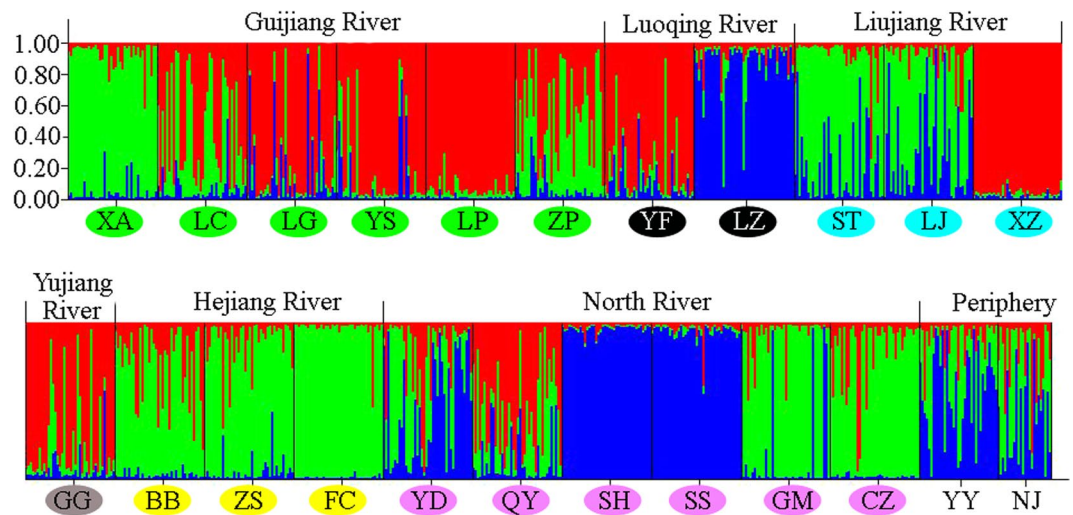 Guijiang River Luoqing River Liujiang River
1.00
0.80
0.60
0.40
0.20
0.00
XA LC LG YS LP ZP YF LZ ST LJ XZ
Yujiang
River Hejiang River North River Periphery
GG BB ZS FC YD QY SH SS GM CZ YY NJ